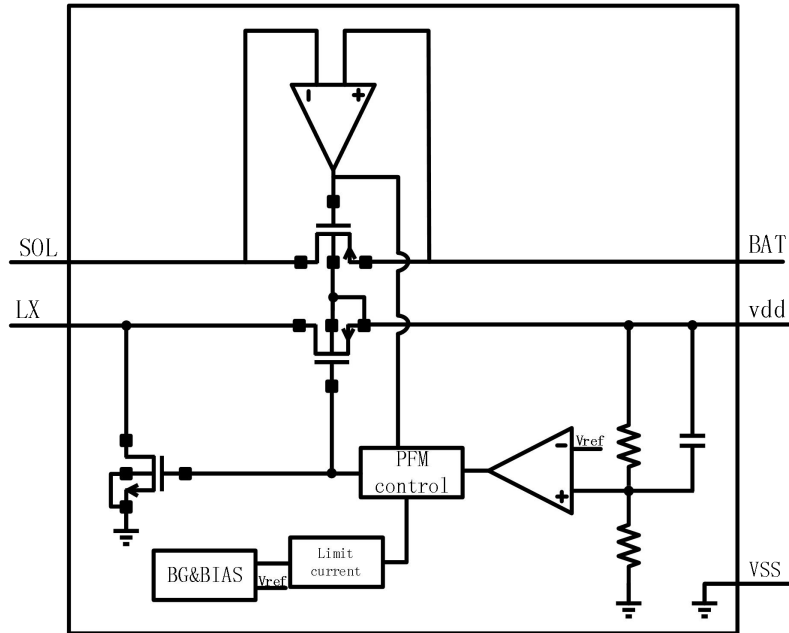 SOL
BAT
LX
vdd
- +
-
Vref
PFM
control
+
Limit
current
BG&BIAS
Vref
VSS